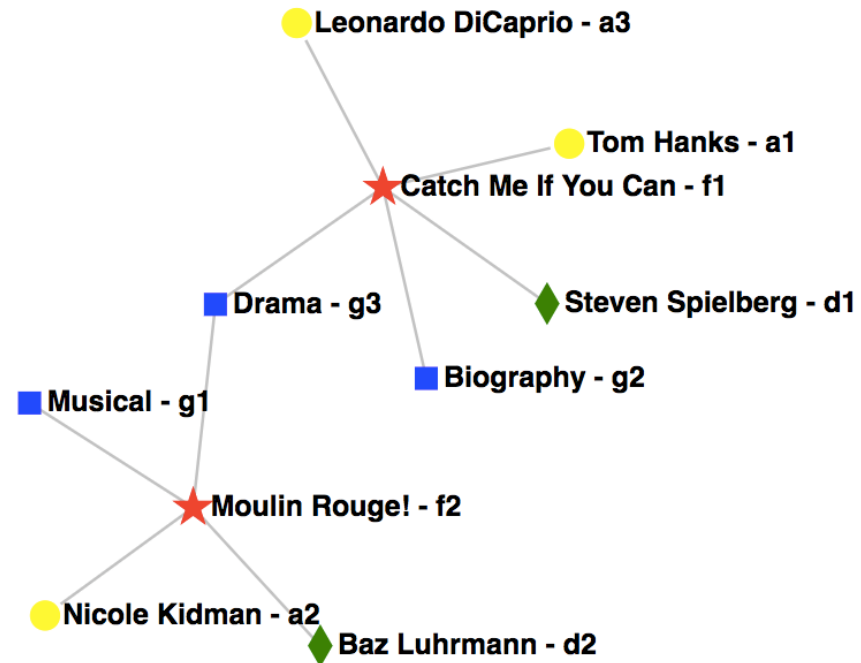 Leonardo DiCaprio - a3
Tom Hanks - a1
Catch Me If You Can - f1
Drama - g3
Steven Spielberg - d1
Biography - g2
Musical - g1
Moulin Rouge! - f2
Nicole Kidman - a2
Baz Luhrmann - d2